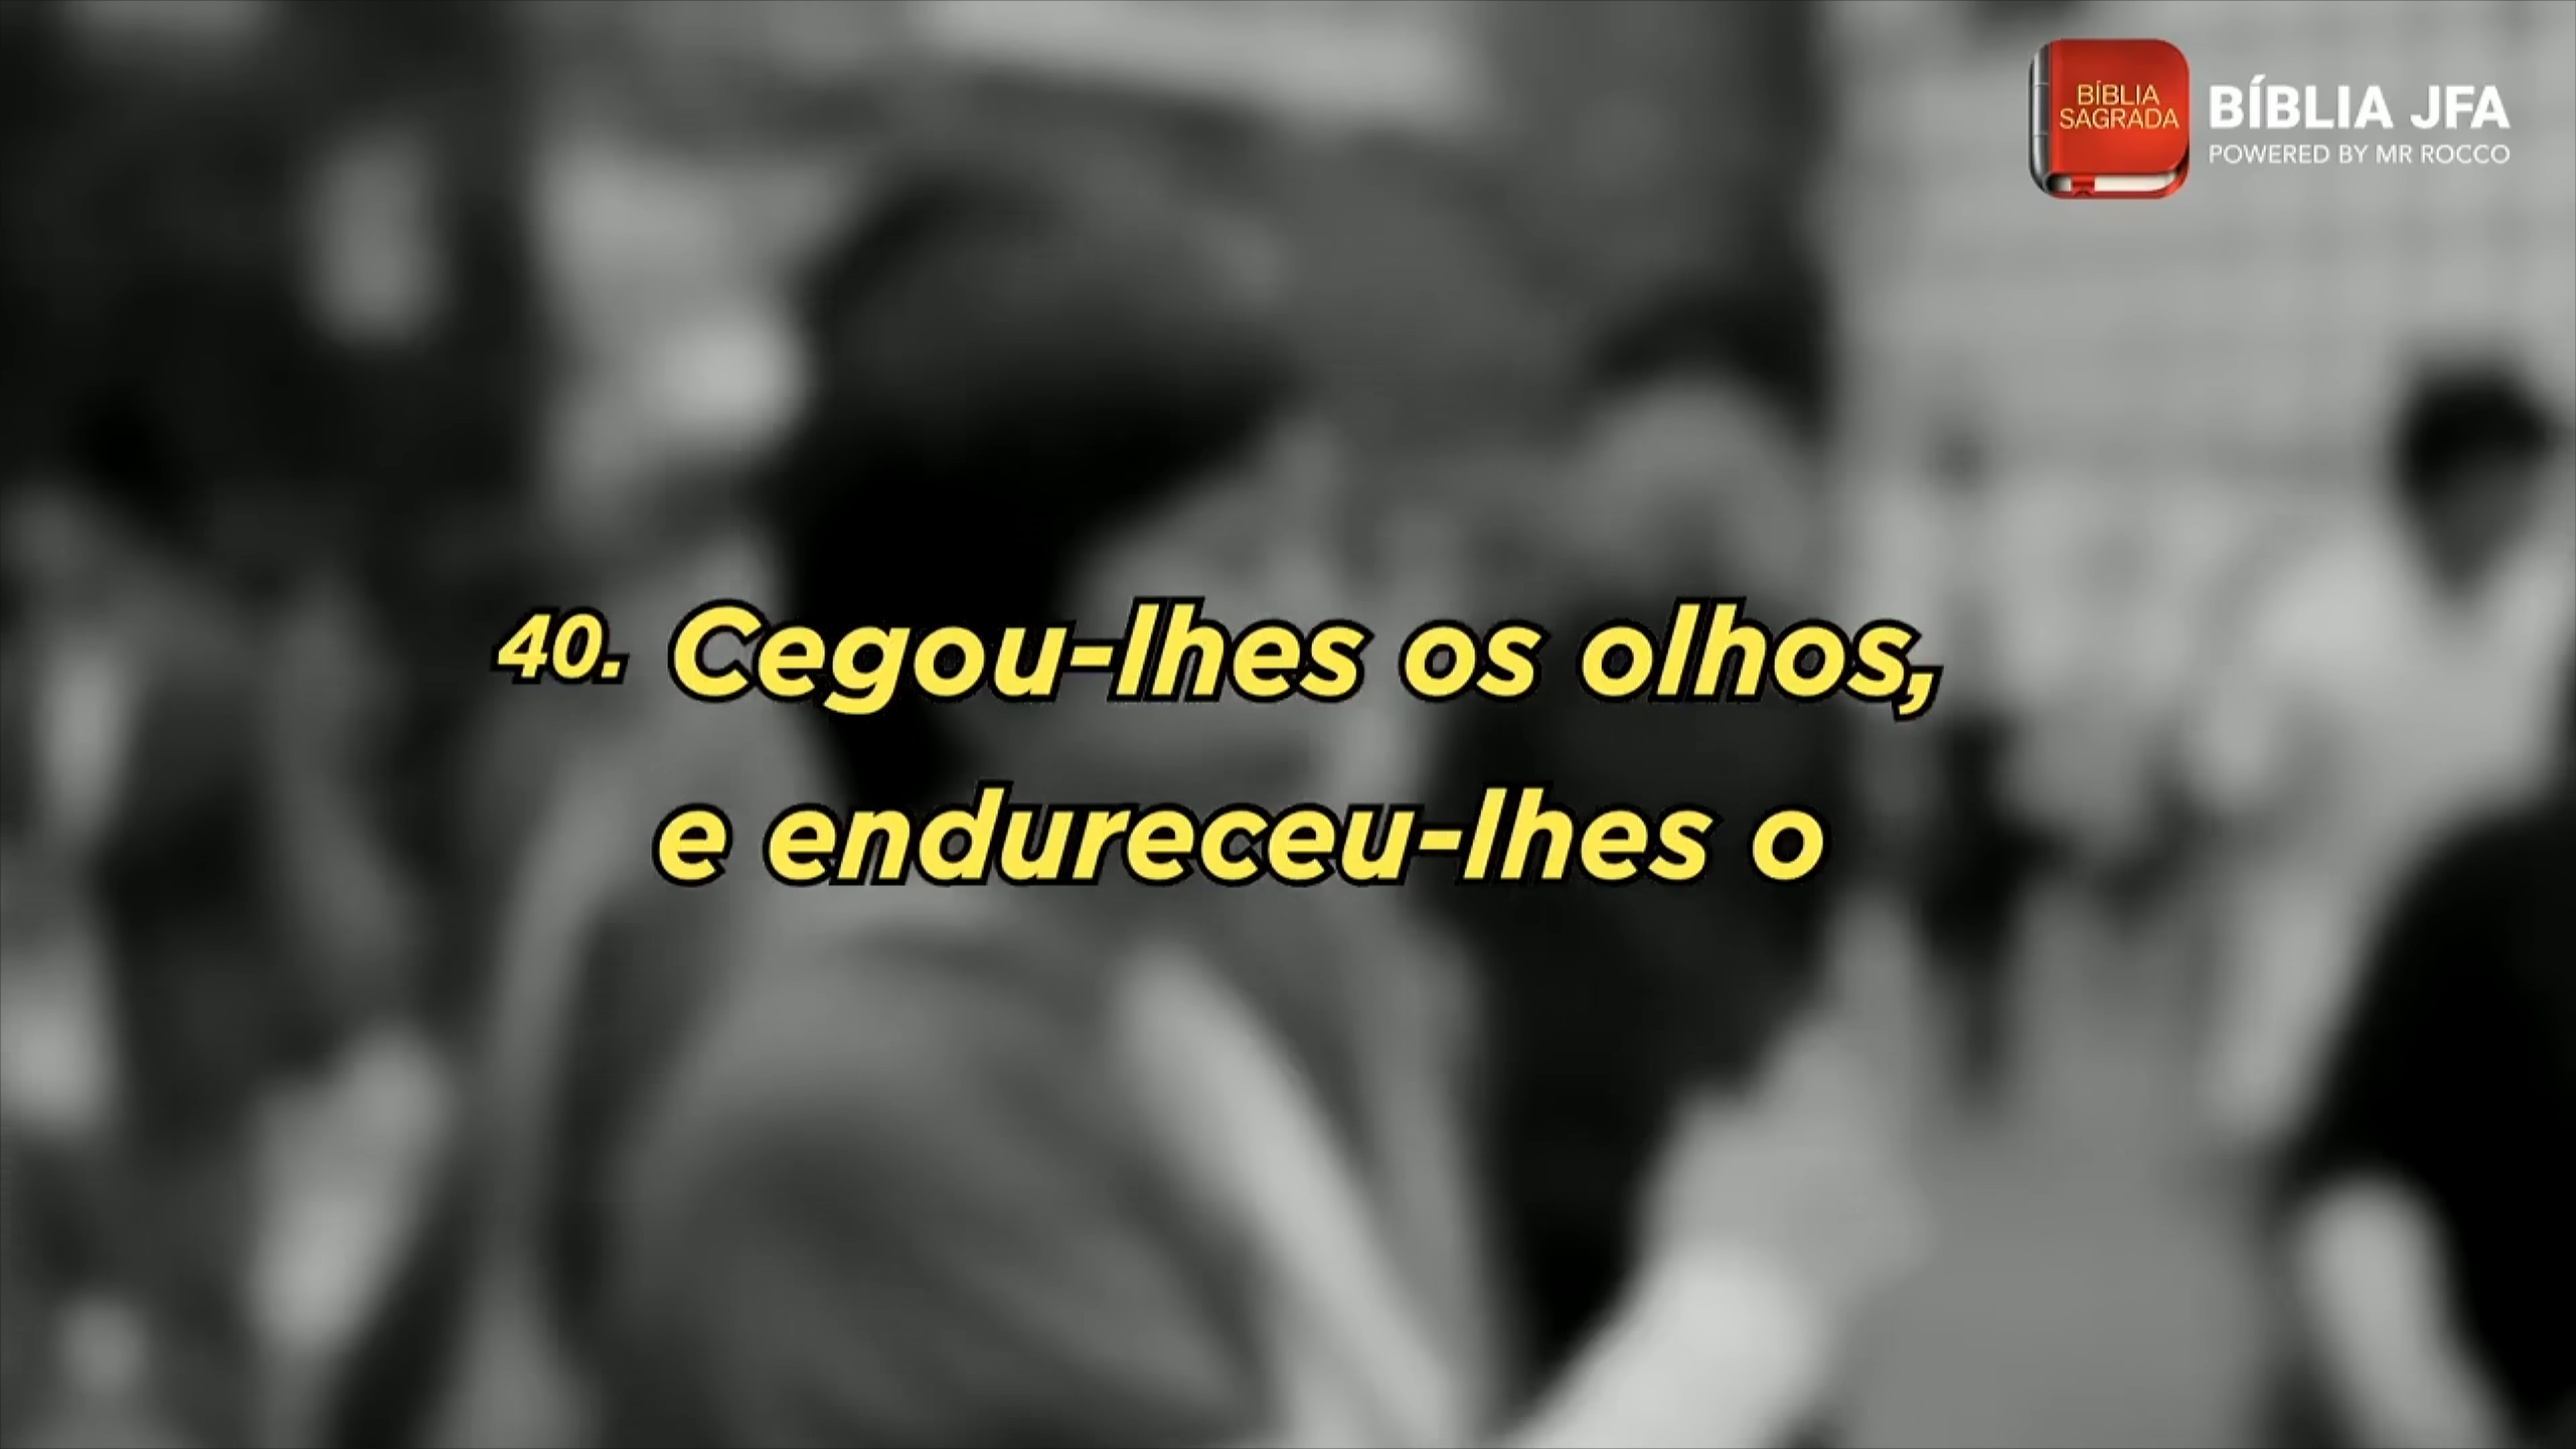 BÍBLIA
SAGRADA
BÍBLIA JFA
POWERED BY MR ROCCO
40. Cegou-lhes os olhos,
e endureceu-lhes o